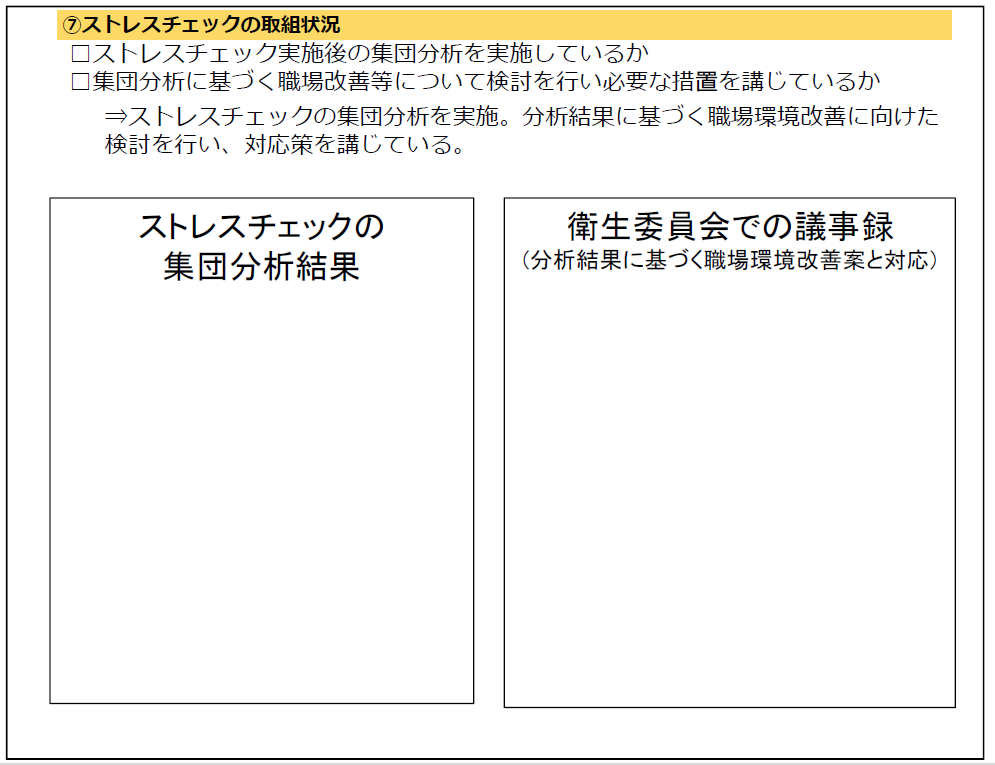 ⑦ストレスチェックの取組状況
□ストレスチェック実施後の集団分析を実施しているか
□集団分析に基づく職場改善等について検討を行い必要な措置を講じているか
⇒ストレスチェックの集団分析を実施。分析結果に基づく職場環境改善に向けた
検討を行い、対応策を講じている。
ストレスチェックの
集団分析結果
衛生委員会での議事録
（分析結果に基づく職場環境改善案と対応）